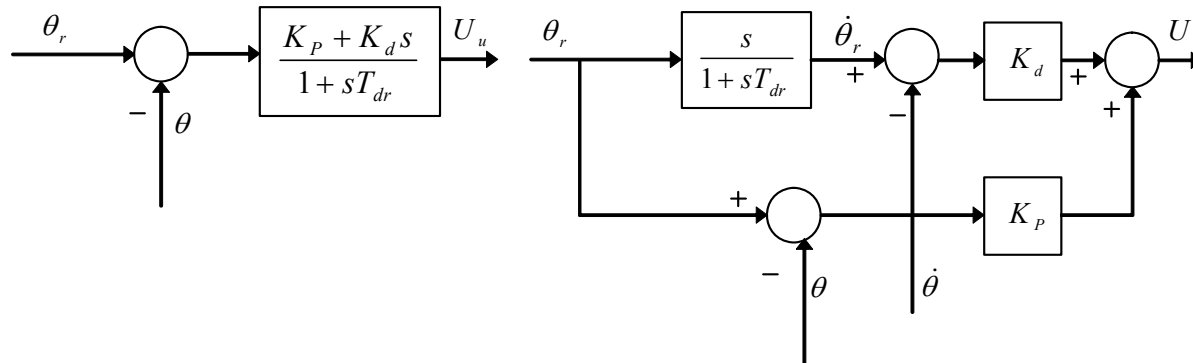 θ_r
−
θ
K_P + K_d s
1 + sT_dr
U_u
θ_r
s
1 + sT_dr
θ̇_r
+
−
K_d
+
+
U
+
−
θ
θ̇
K_P